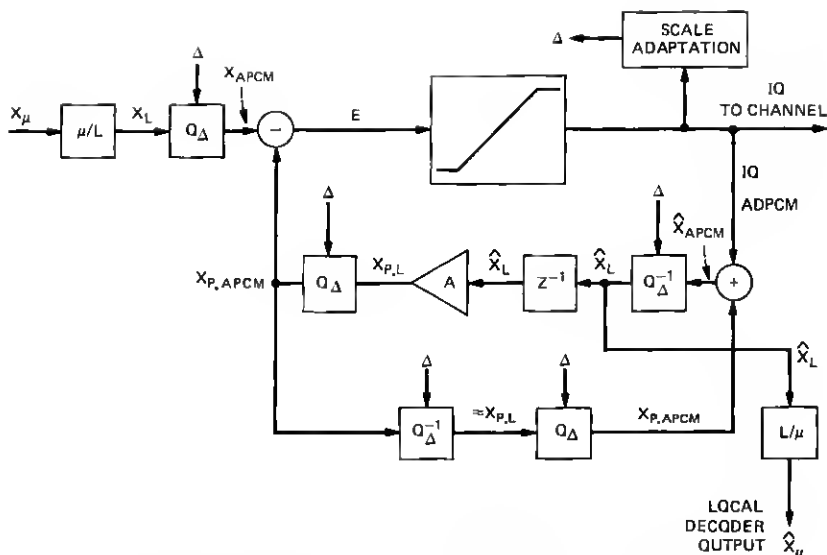 SCALE
ADAPTATION
Δ
Δ
X_APCM
IQ
TO CHANNEL
X_μ
μ/L
X_L
Q_Δ
−
E
IQ
ADPCM
Δ
Δ
X̂_APCM
X_P,APCM
Q_Δ
X_P,L
A
X̂_L
Z⁻¹
X̂_L
Q_Δ⁻¹
+
X̂_L
Δ
Δ
Q_Δ⁻¹
≈X_P,L
Q_Δ
X_P,APCM
L/μ
LOCAL
DECODER
OUTPUT
X̂_μ